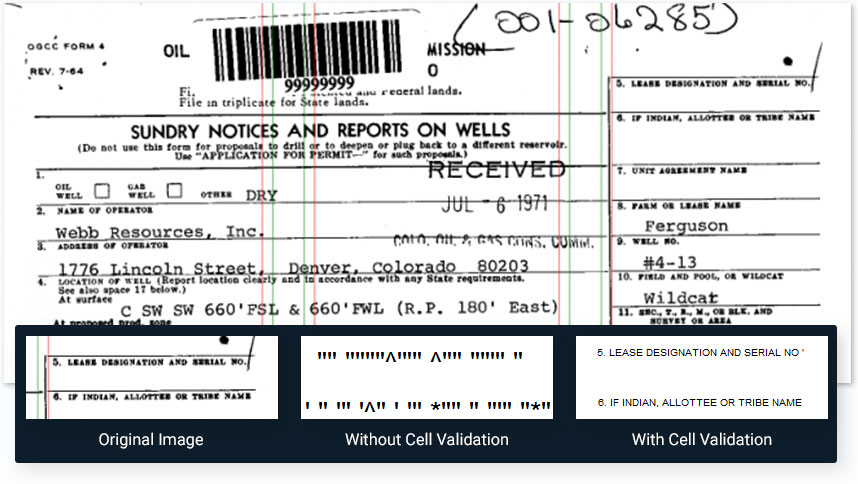 (001-06285)
OGCC FORM 4
REV. 7-64
OIL
MISSION
O
99999999
Fi. and Federal lands.
File in triplicate for State lands.
SUNDRY NOTICES AND REPORTS ON WELLS
(Do not use this form for proposals to drill or to deepen or plug back to a different reservoir.
Use "APPLICATION FOR PERMIT—" for such proposals.)
RECEIVED
JUL - 6 1971
COLO. OIL & GAS CONS. COMM.
1.
OIL WELL GAS WELL OTHER DRY
2. NAME OF OPERATOR
Webb Resources, Inc.
3. ADDRESS OF OPERATOR
1776 Lincoln Street, Denver, Colorado 80203
4. LOCATION OF WELL (Report location clearly and in accordance with any State requirements.
See also space 17 below.)
At surface
C SW SW 660'FSL & 660'FWL (R.P. 180' East)
At proposed prod. zone
5. LEASE DESIGNATION AND SERIAL NO.
6. IF INDIAN, ALLOTTEE OR TRIBE NAME
7. UNIT AGREEMENT NAME
8. FARM OR LEASE NAME
Ferguson
9. WELL NO.
#4-13
10. FIELD AND POOL, OR WILDCAT
Wildcat
11. SEC., T., R., M., OR BLK. AND
SURVEY OR AREA
5. LEASE DESIGNATION AND SERIAL NO.
6. IF INDIAN, ALLOTTEE OR TRIBE NAME
Original Image
"" """"^""" ^"" """" "
' " "' '^" ' "' *"" " """ "*"
Without Cell Validation
5. LEASE DESIGNATION AND SERIAL NO '
6. IF INDIAN, ALLOTTEE OR TRIBE NAME
With Cell Validation